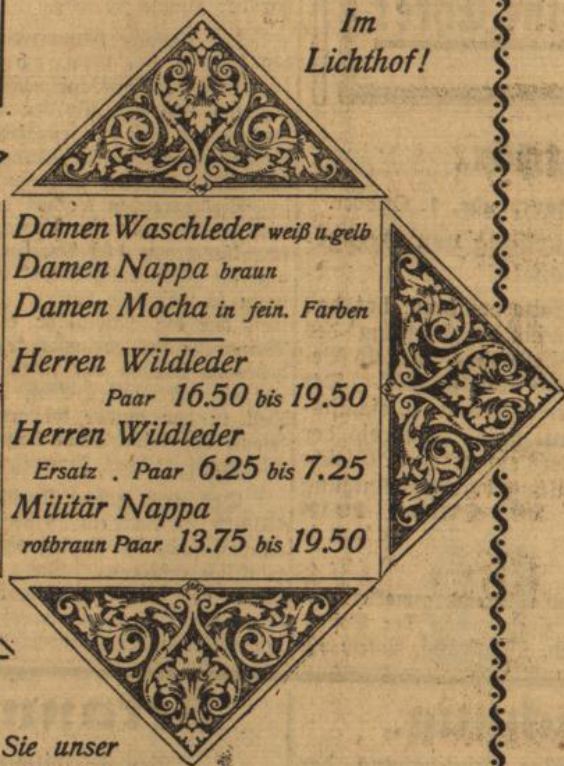 Im
Lichthof!
Damen Waschleder weiß u. gelb
Damen Nappa braun
Damen Mocha in fein. Farben
Herren Wildleder
Paar 16.50 bis 19.50
Herren Wildleder
Ersatz . Paar 6.25 bis 7.25
Militär Nappa
rotbraun Paar 13.75 bis 19.50
Sie unser